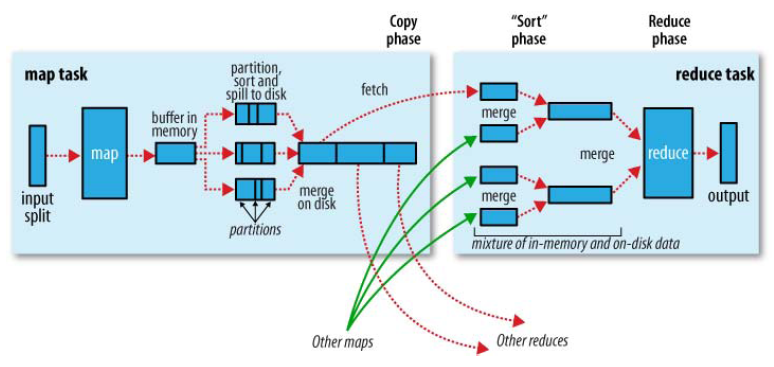 Copy
phase
"Sort"
phase
Reduce
phase
map task
partition,
sort and
spill to disk
fetch
reduce task
buffer in
memory
map
merge
merge
reduce
input
split
merge
on disk
merge
output
partitions
mixture of in-memory and on-disk data
Other maps
Other reduces